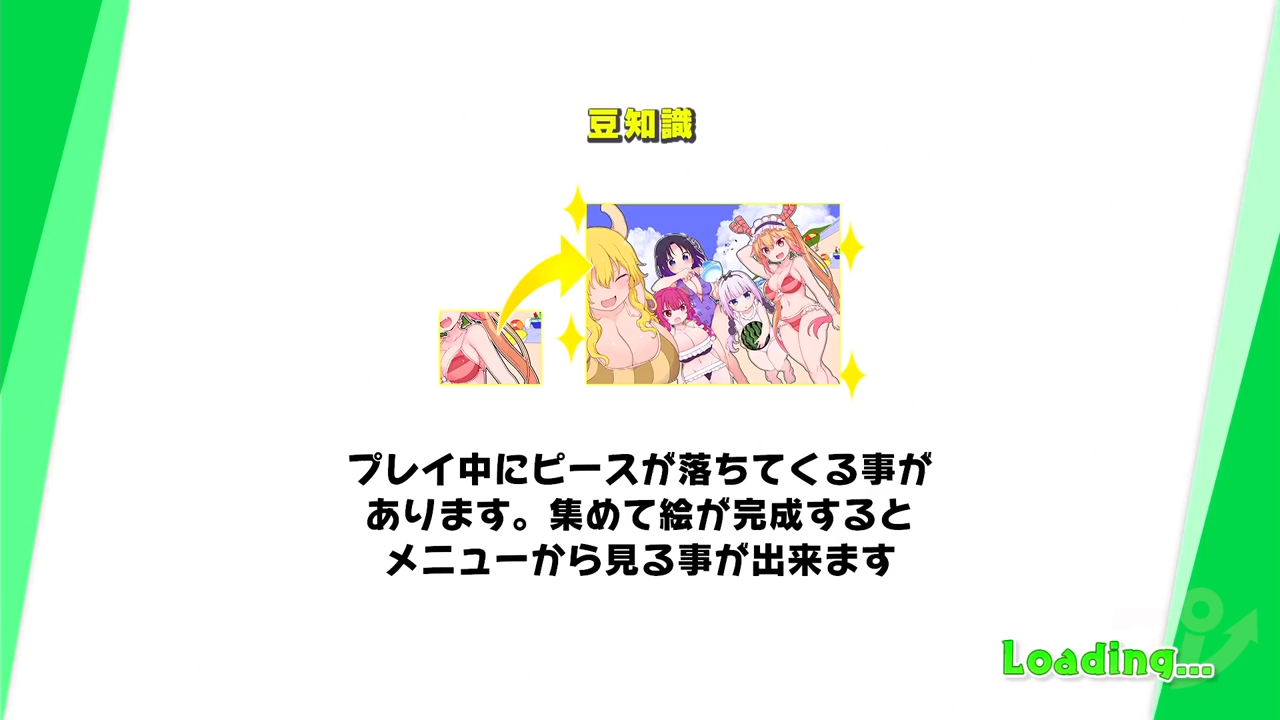 豆知識
プレイ中にピースが落ちてくる事が
あります。集めて絵が完成すると
メニューから見る事が出来ます
Loading...